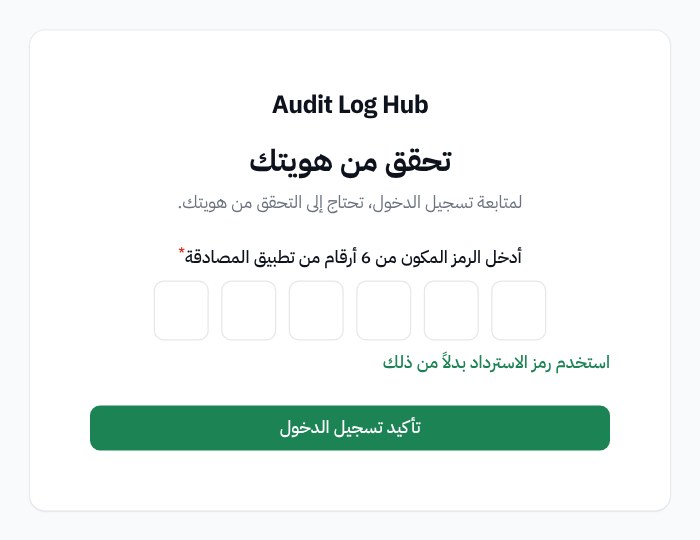 Audit Log Hub
تحقق من هويتك
لمتابعة تسجيل الدخول، تحتاج إلى التحقق من هويتك.
أدخل الرمز المكون من 6 أرقام من تطبيق المصادقة*
استخدم رمز الاسترداد بدلاً من ذلك
تأكيد تسجيل الدخول